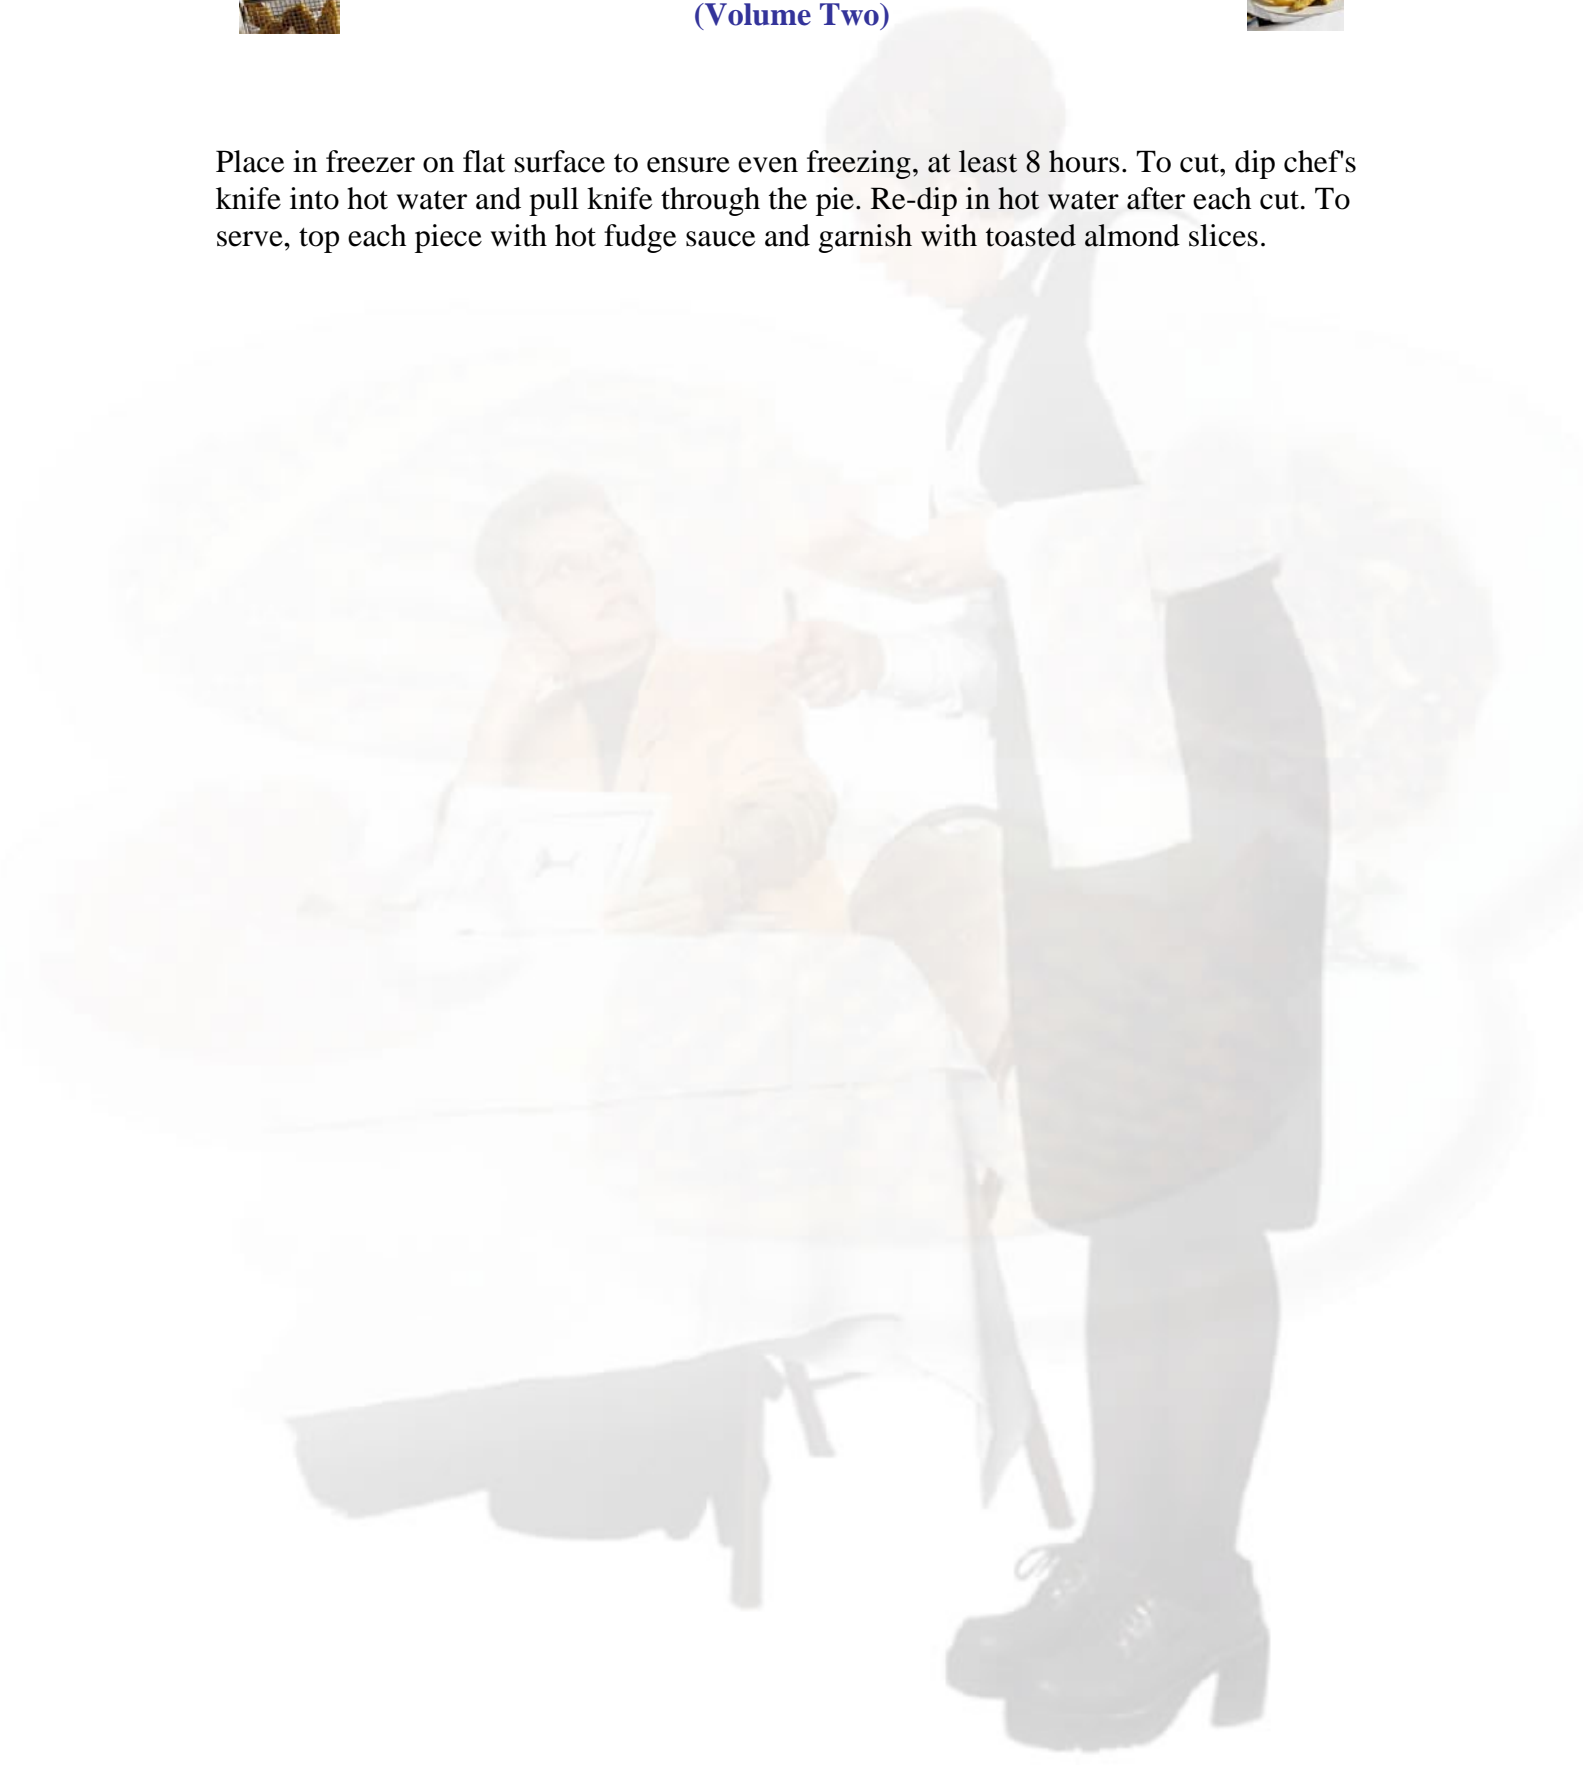 (Volume Two)
Place in freezer on flat surface to ensure even freezing, at least 8 hours. To cut, dip chef's
knife into hot water and pull knife through the pie. Re-dip in hot water after each cut. To
serve, top each piece with hot fudge sauce and garnish with toasted almond slices.